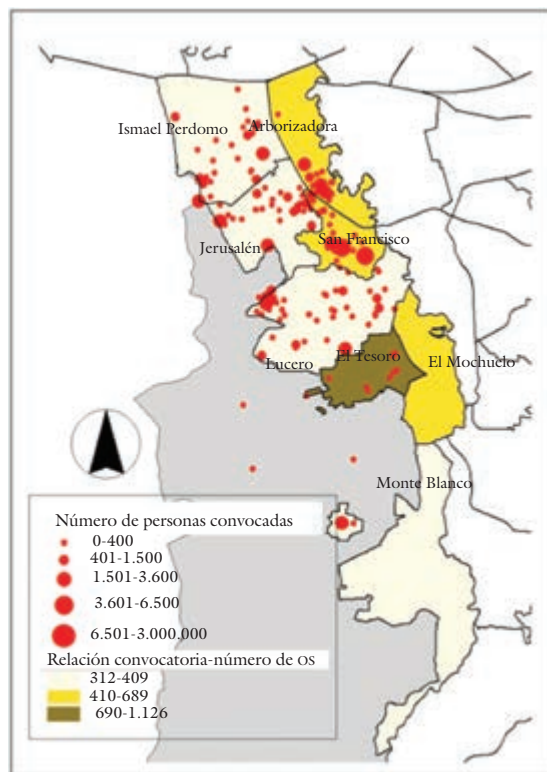 Ismael Perdomo
Arborizadora
Jerusalén
San Francisco
Lucero
El Tesoro
El Mochuelo
Monte Blanco
Número de personas convocadas
0-400
401-1.500
1.501-3.600
3.601-6.500
6.501-3.000.000
Relación convocatoria-número de OS
312-409
410-689
690-1.126